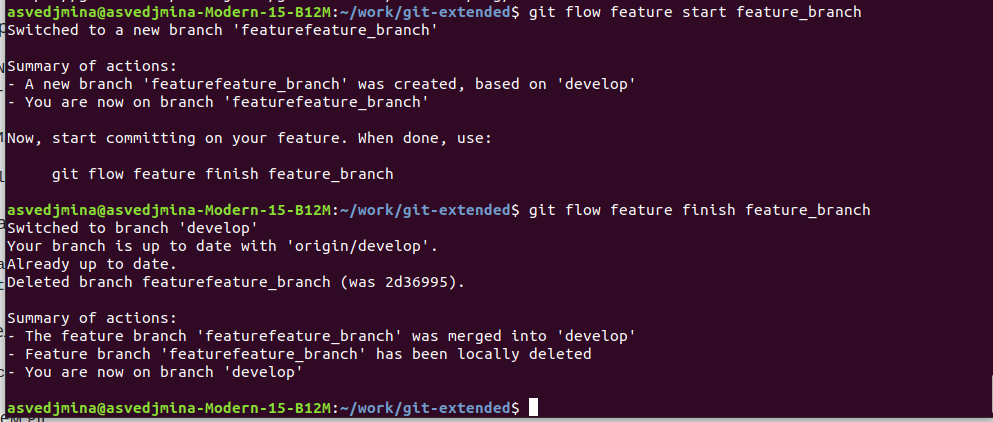 asvedjmina@asvedjmina-Modern-15-B12M:~/work/git-extended$ git flow feature start feature_branch
Switched to a new branch 'featurefeature_branch'
Summary of actions:
- A new branch 'featurefeature_branch' was created, based on 'develop'
- You are now on branch 'featurefeature_branch'
Now, start committing on your feature. When done, use:
git flow feature finish feature_branch
asvedjmina@asvedjmina-Modern-15-B12M:~/work/git-extended$ git flow feature finish feature_branch
Switched to branch 'develop'
Your branch is up to date with 'origin/develop'.
Already up to date.
Deleted branch featurefeature_branch (was 2d36995).
Summary of actions:
- The feature branch 'featurefeature_branch' was merged into 'develop'
- Feature branch 'featurefeature_branch' has been locally deleted
- You are now on branch 'develop'
asvedjmina@asvedjmina-Modern-15-B12M:~/work/git-extended$